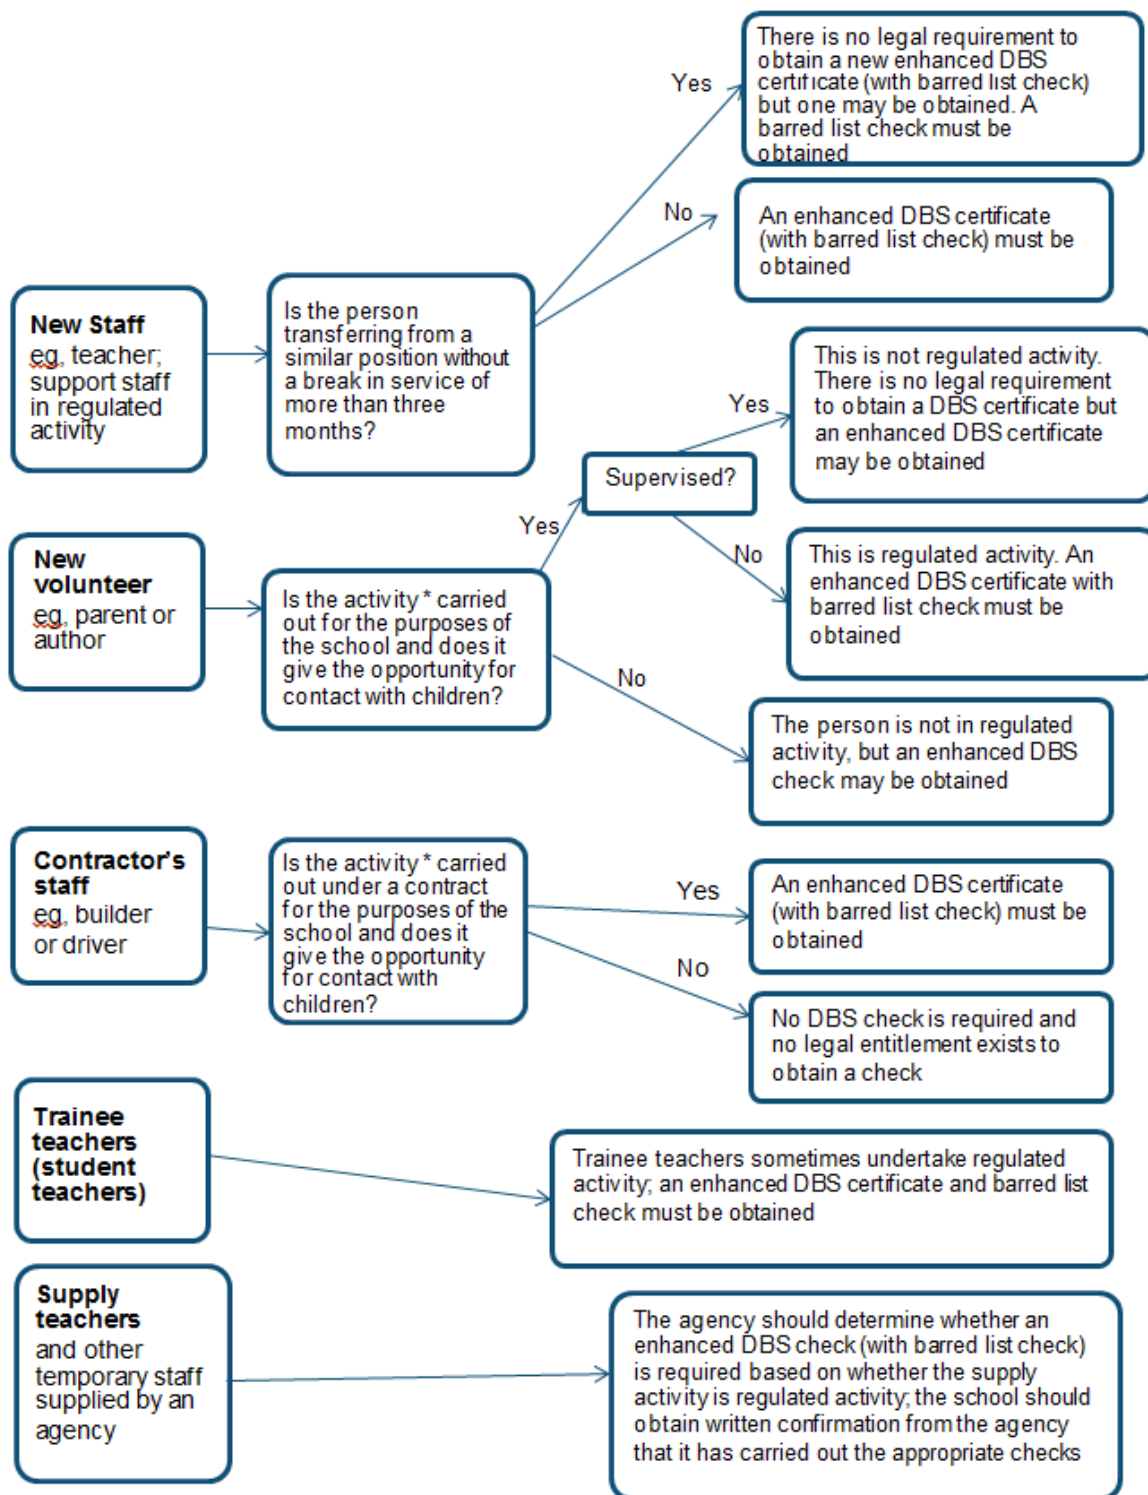 There is no legal requirement to
obtain a new enhanced DBS
certificate (with barred list check)
but one may be obtained. A
barred list check must be
obtained
Yes
No
An enhanced DBS certificate
(with barred list check) must be
obtained
New Staff
eg, teacher;
support staff
in regulated
activity
Is the person
transferring from a
similar position without
a break in service of
more than three
months?
This is not regulated activity.
There is no legal requirement
to obtain a DBS certificate but
an enhanced DBS certificate
may be obtained
Yes
Supervised?
Yes
No
This is regulated activity. An
enhanced DBS certificate with
barred list check must be
obtained
New
volunteer
eg, parent or
author
Is the activity * carried
out for the purposes of
the school and does it
give the opportunity for
contact with children?
No
The person is not in regulated
activity, but an enhanced DBS
check may be obtained
Contractor's
staff
eg, builder
or driver
Is the activity * carried
out under a contract
for the purposes of the
school and does it
give the opportunity
for contact with
children?
Yes
An enhanced DBS certificate
(with barred list check) must be
obtained
No
No DBS check is required and
no legal entitlement exists to
obtain a check
Trainee
teachers
(student
teachers)
Trainee teachers sometimes undertake regulated
activity; an enhanced DBS certificate and barred list
check must be obtained
Supply
teachers
and other
temporary staff
supplied by an
agency
The agency should determine whether an
enhanced DBS check (with barred list check)
is required based on whether the supply
activity is regulated activity; the school should
obtain written confirmation from the agency
that it has carried out the appropriate checks